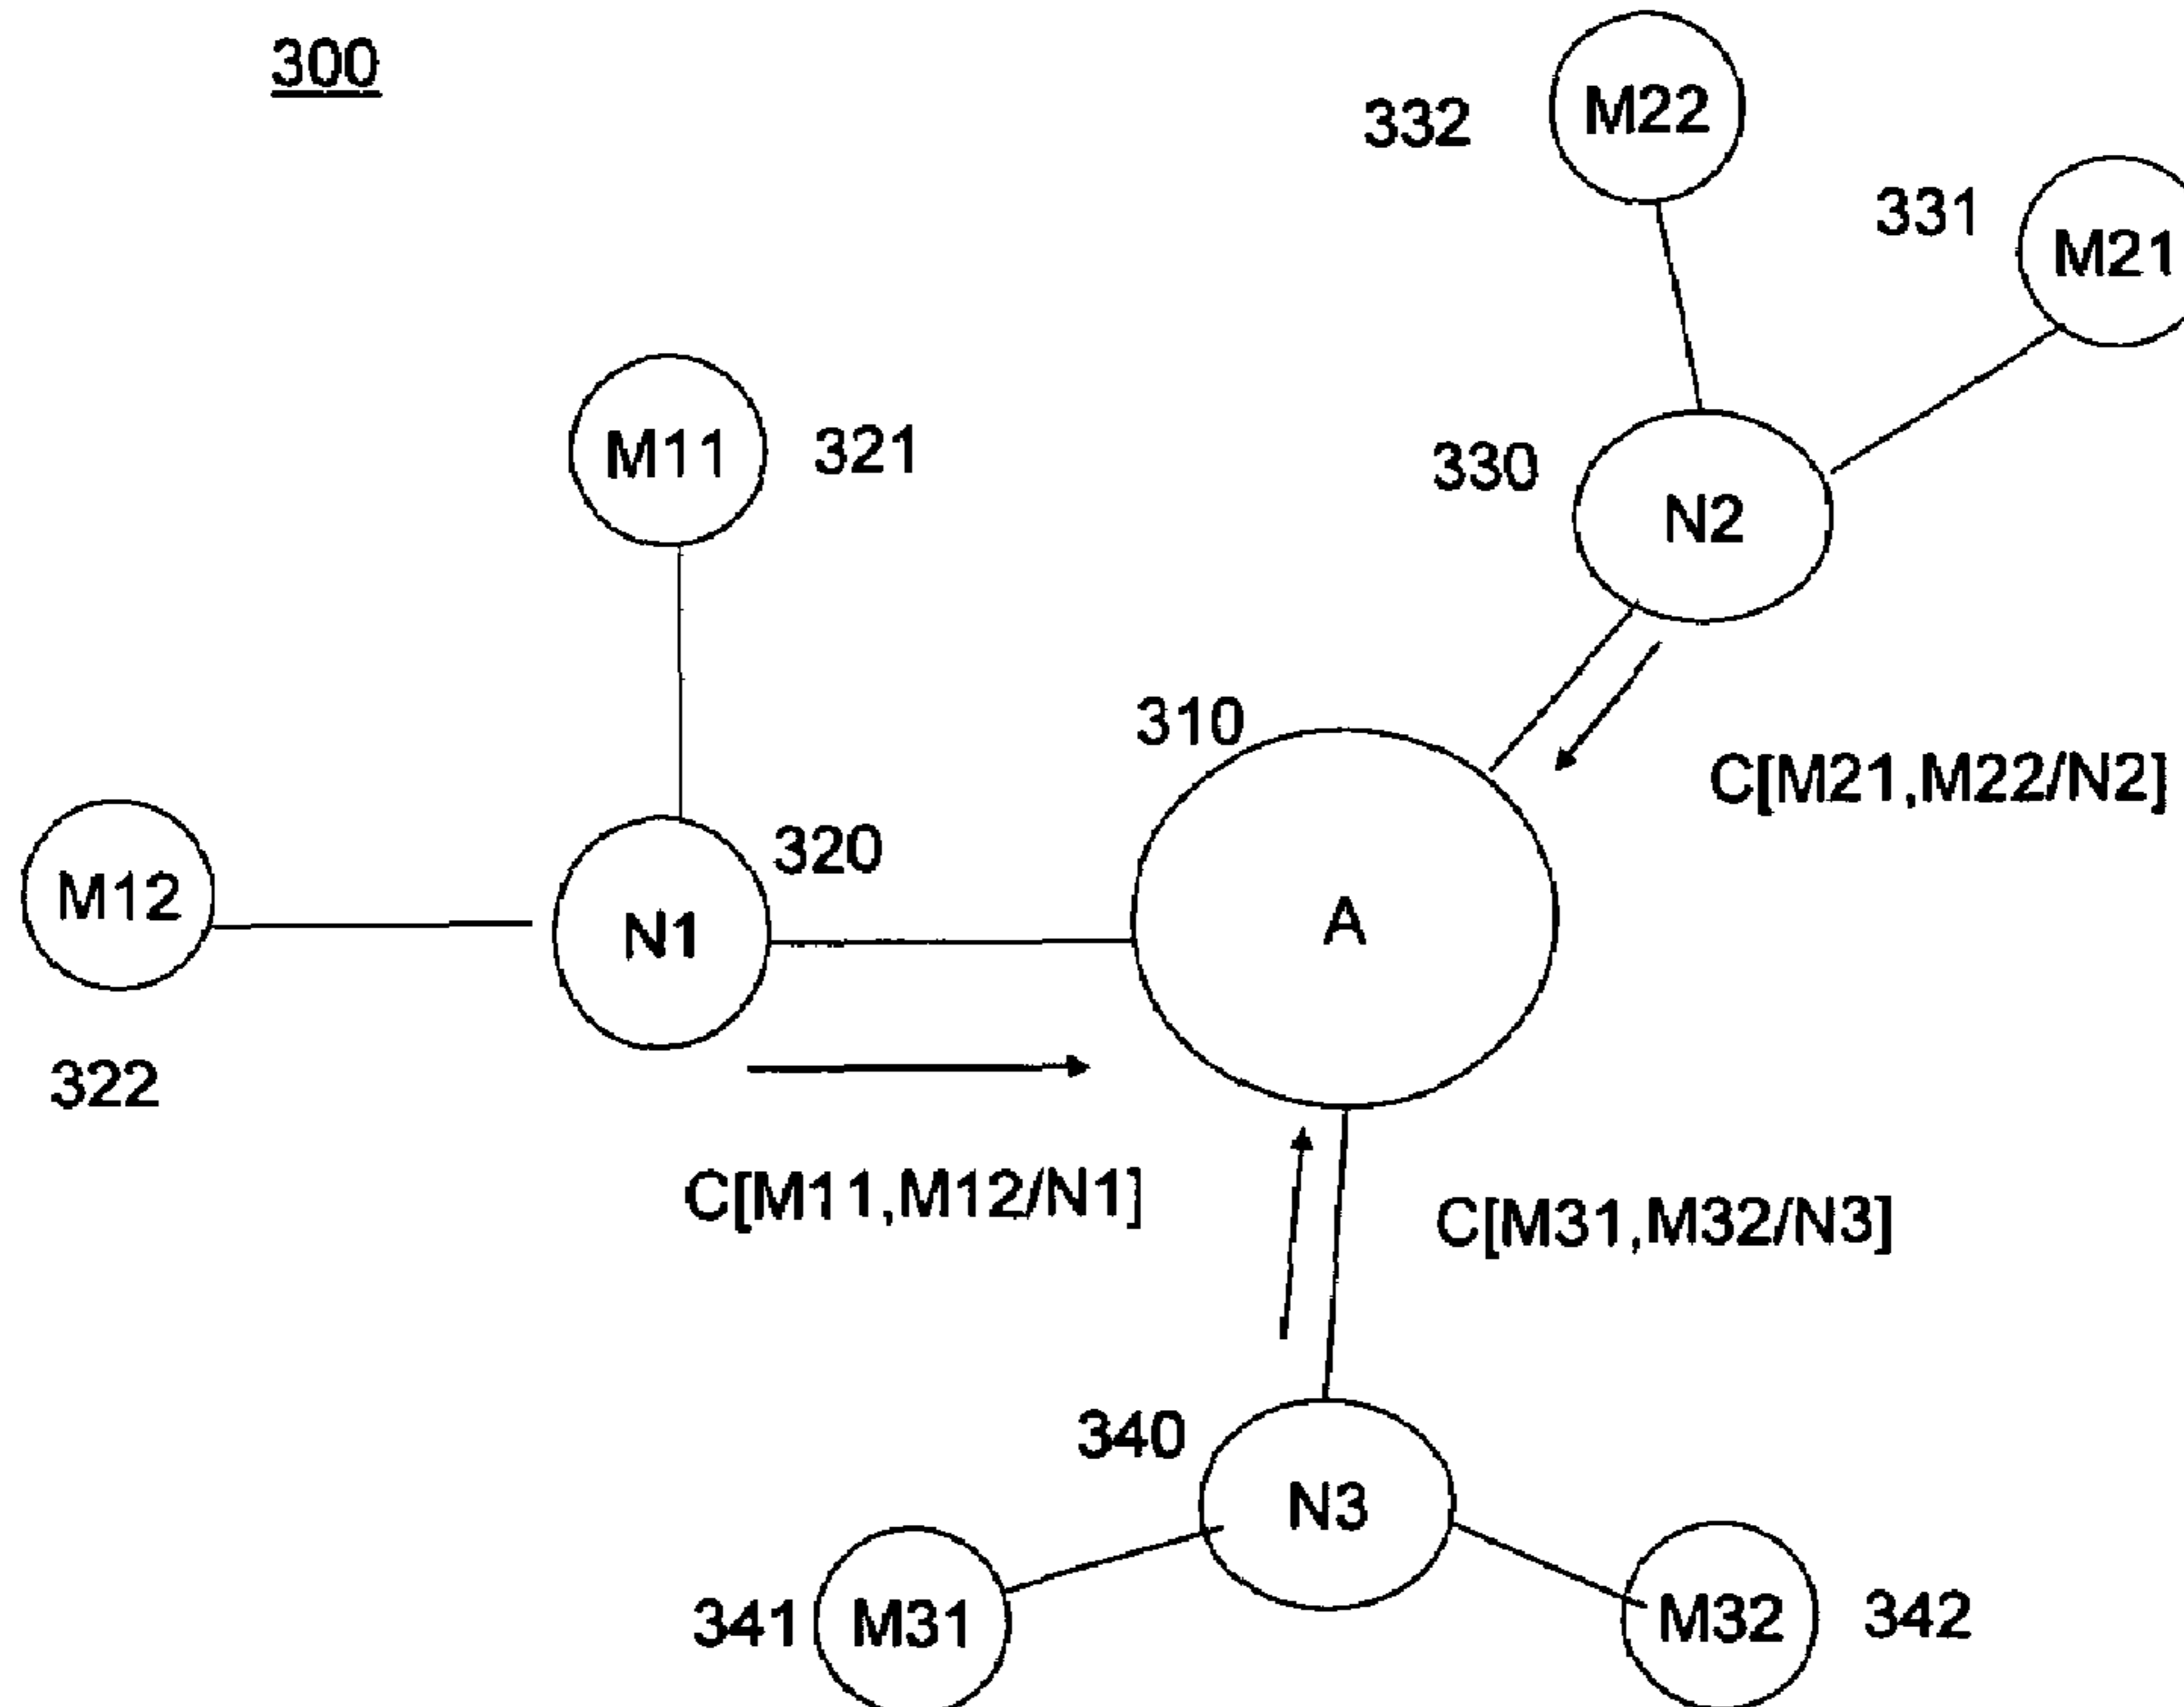 300
M22
332
331
M21
M11
321
330
N2
310
C[M21,M22/N2]
320
M12
N1
A
322
C[M11,M12/N1]
C[M31,M32/N3]
340
N3
341
M31
M32
342